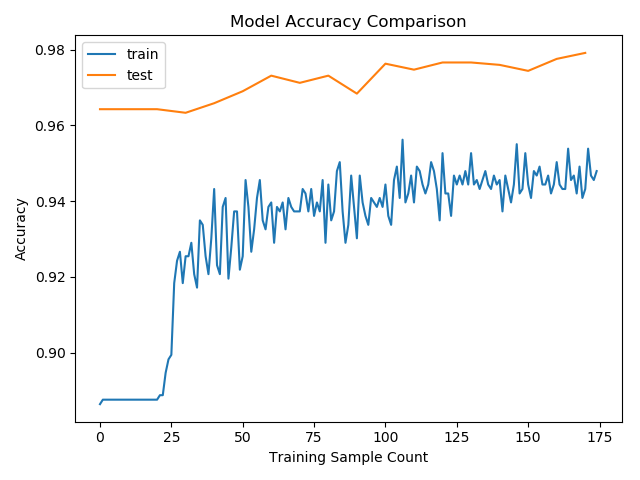 Model Accuracy Comparison
train
test
0.98
0.96
0.94
0.92
0.90
Accuracy
0
25
50
75
100
125
150
175
Training Sample Count